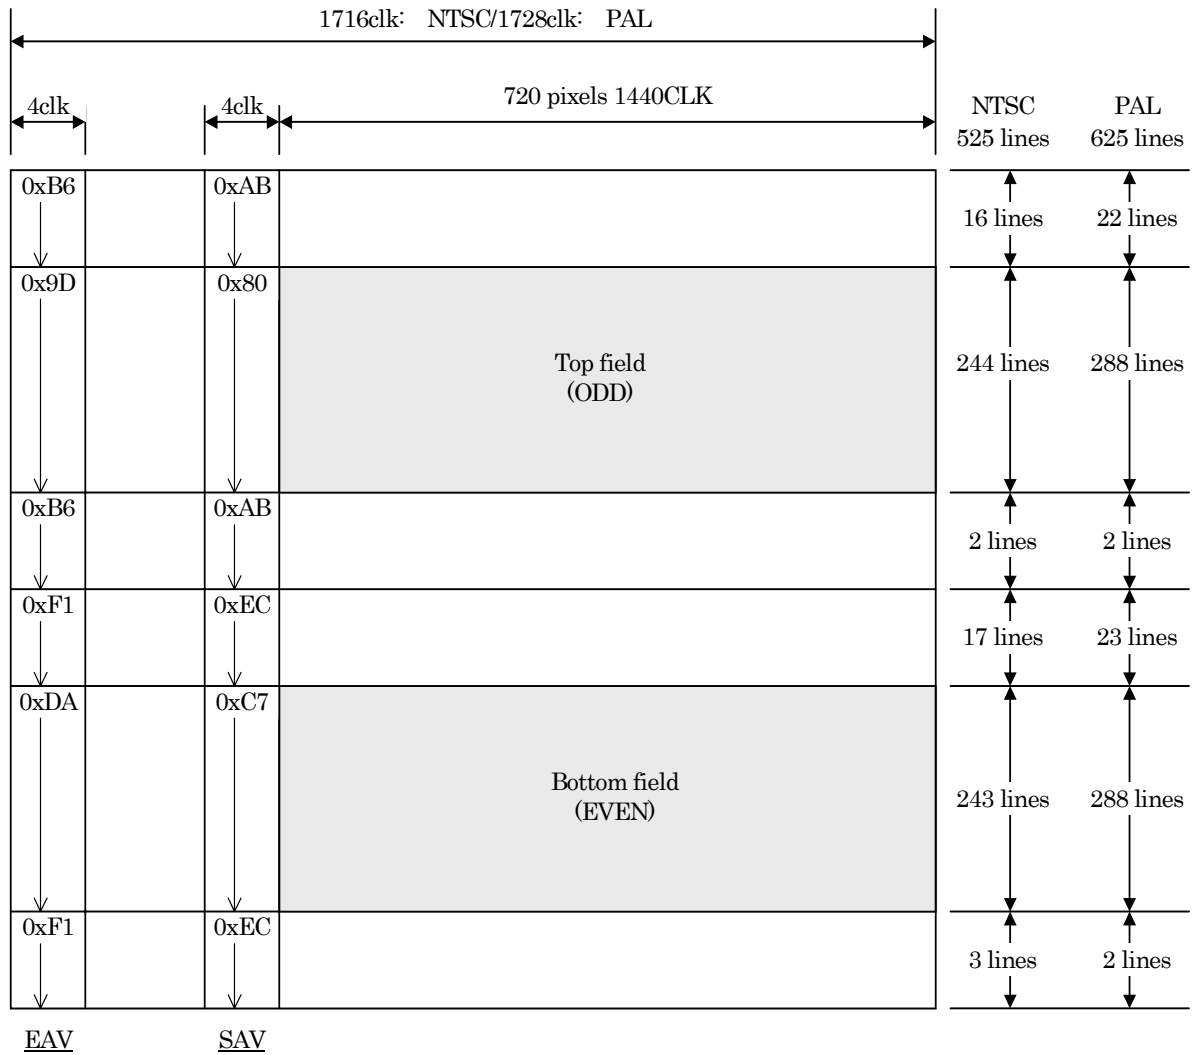 1716clk: NTSC/1728clk: PAL
4clk 4clk 720 pixels 1440CLK NTSC PAL
525 lines 625 lines
0xB6 0xAB
16 lines 22 lines
0x9D 0x80
Top field
(ODD)
244 lines 288 lines
0xB6 0xAB
2 lines 2 lines
0xF1 0xEC
17 lines 23 lines
0xDA 0xC7
Bottom field
(EVEN)
243 lines 288 lines
0xF1 0xEC
3 lines 2 lines
EAV SAV